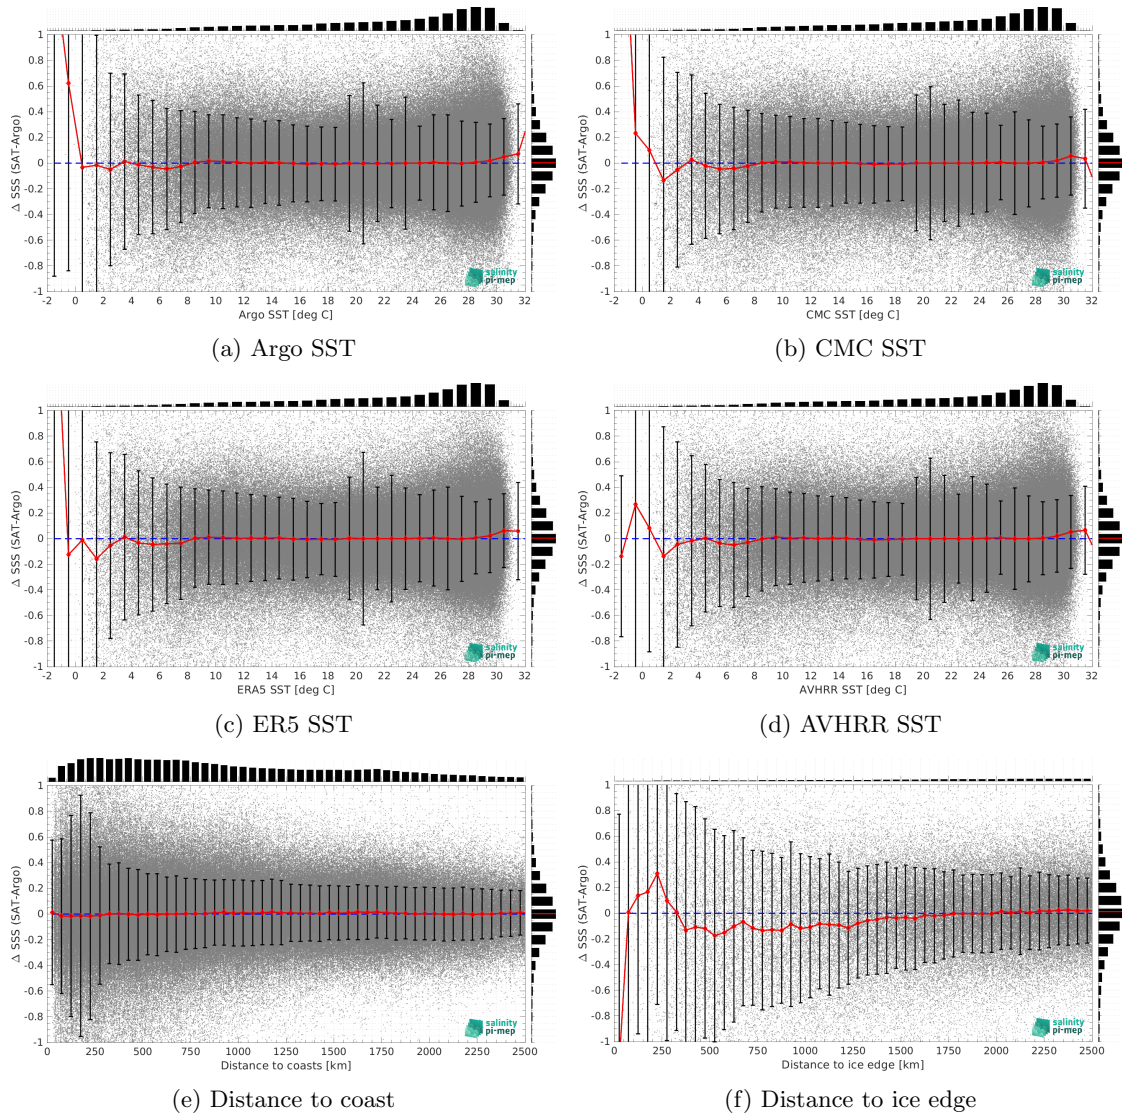 1
0.8
0.6
0.4
0.2
0
-0.2
-0.4
-0.6
-0.8
-1
Δ SSS (SAT-Argo)
-2 0 2 4 6 8 10 12 14 16 18 20 22 24 26 28 30 32
Argo SST [deg C]
salinity
pi-mep
(a) Argo SST
1
0.8
0.6
0.4
0.2
0
-0.2
-0.4
-0.6
-0.8
-1
Δ SSS (SAT-Argo)
-2 0 2 4 6 8 10 12 14 16 18 20 22 24 26 28 30 32
CMC SST [deg C]
salinity
pi-mep
(b) CMC SST
1
0.8
0.6
0.4
0.2
0
-0.2
-0.4
-0.6
-0.8
-1
Δ SSS (SAT-Argo)
-2 0 2 4 6 8 10 12 14 16 18 20 22 24 26 28 30 32
ERA5 SST [deg C]
salinity
pi-mep
(c) ER5 SST
1
0.8
0.6
0.4
0.2
0
-0.2
-0.4
-0.6
-0.8
-1
Δ SSS (SAT-Argo)
-2 0 2 4 6 8 10 12 14 16 18 20 22 24 26 28 30 32
AVHRR SST [deg C]
salinity
pi-mep
(d) AVHRR SST
1
0.8
0.6
0.4
0.2
0
-0.2
-0.4
-0.6
-0.8
-1
Δ SSS (SAT-Argo)
0 250 500 750 1000 1250 1500 1750 2000 2250 2500
Distance to coasts [km]
salinity
pi-mep
(e) Distance to coast
1
0.8
0.6
0.4
0.2
0
-0.2
-0.4
-0.6
-0.8
-1
Δ SSS (SAT-Argo)
0 250 500 750 1000 1250 1500 1750 2000 2250 2500
Distance to ice edge [km]
salinity
pi-mep
(f) Distance to ice edge